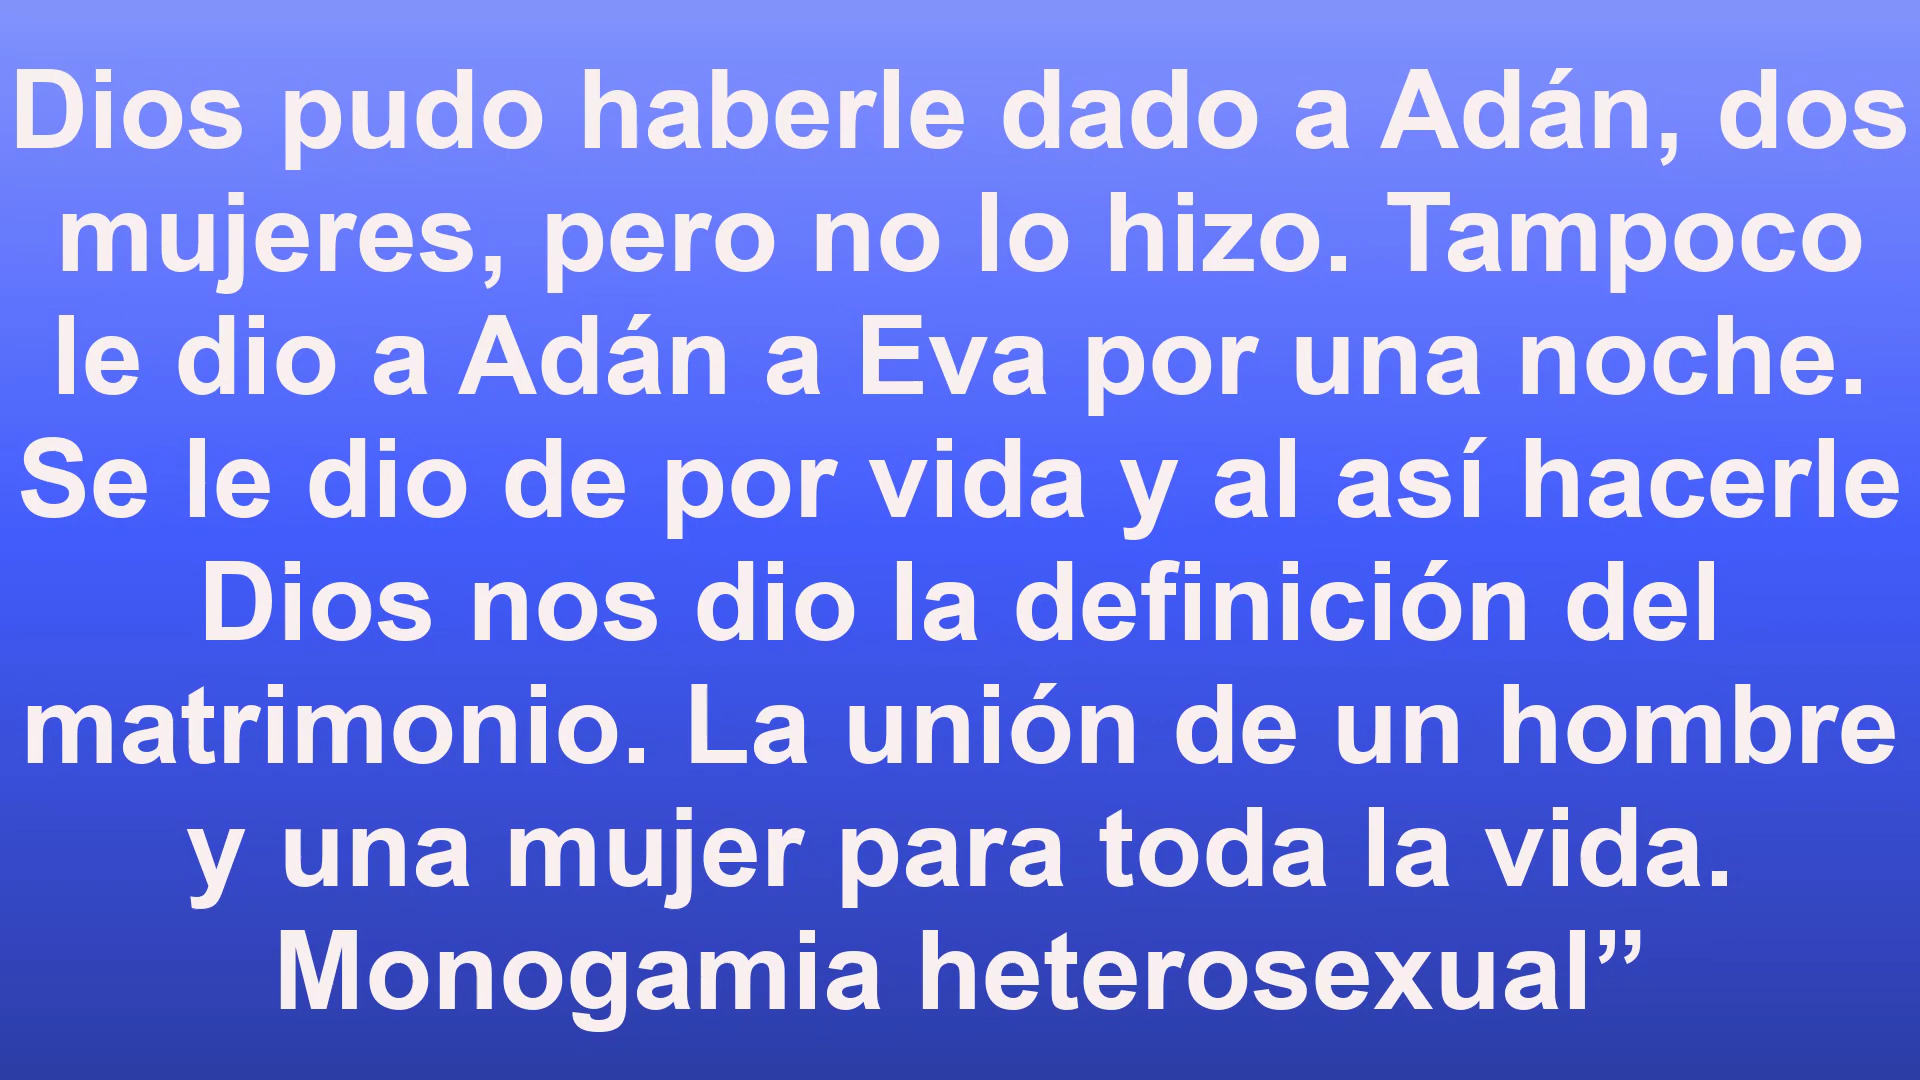 Dios pudo haberle dado a Adán, dos
mujeres, pero no lo hizo. Tampoco
le dio a Adán a Eva por una noche.
Se le dio de por vida y al así hacerle
Dios nos dio la definición del
matrimonio. La unión de un hombre
y una mujer para toda la vida.
Monogamia heterosexual”